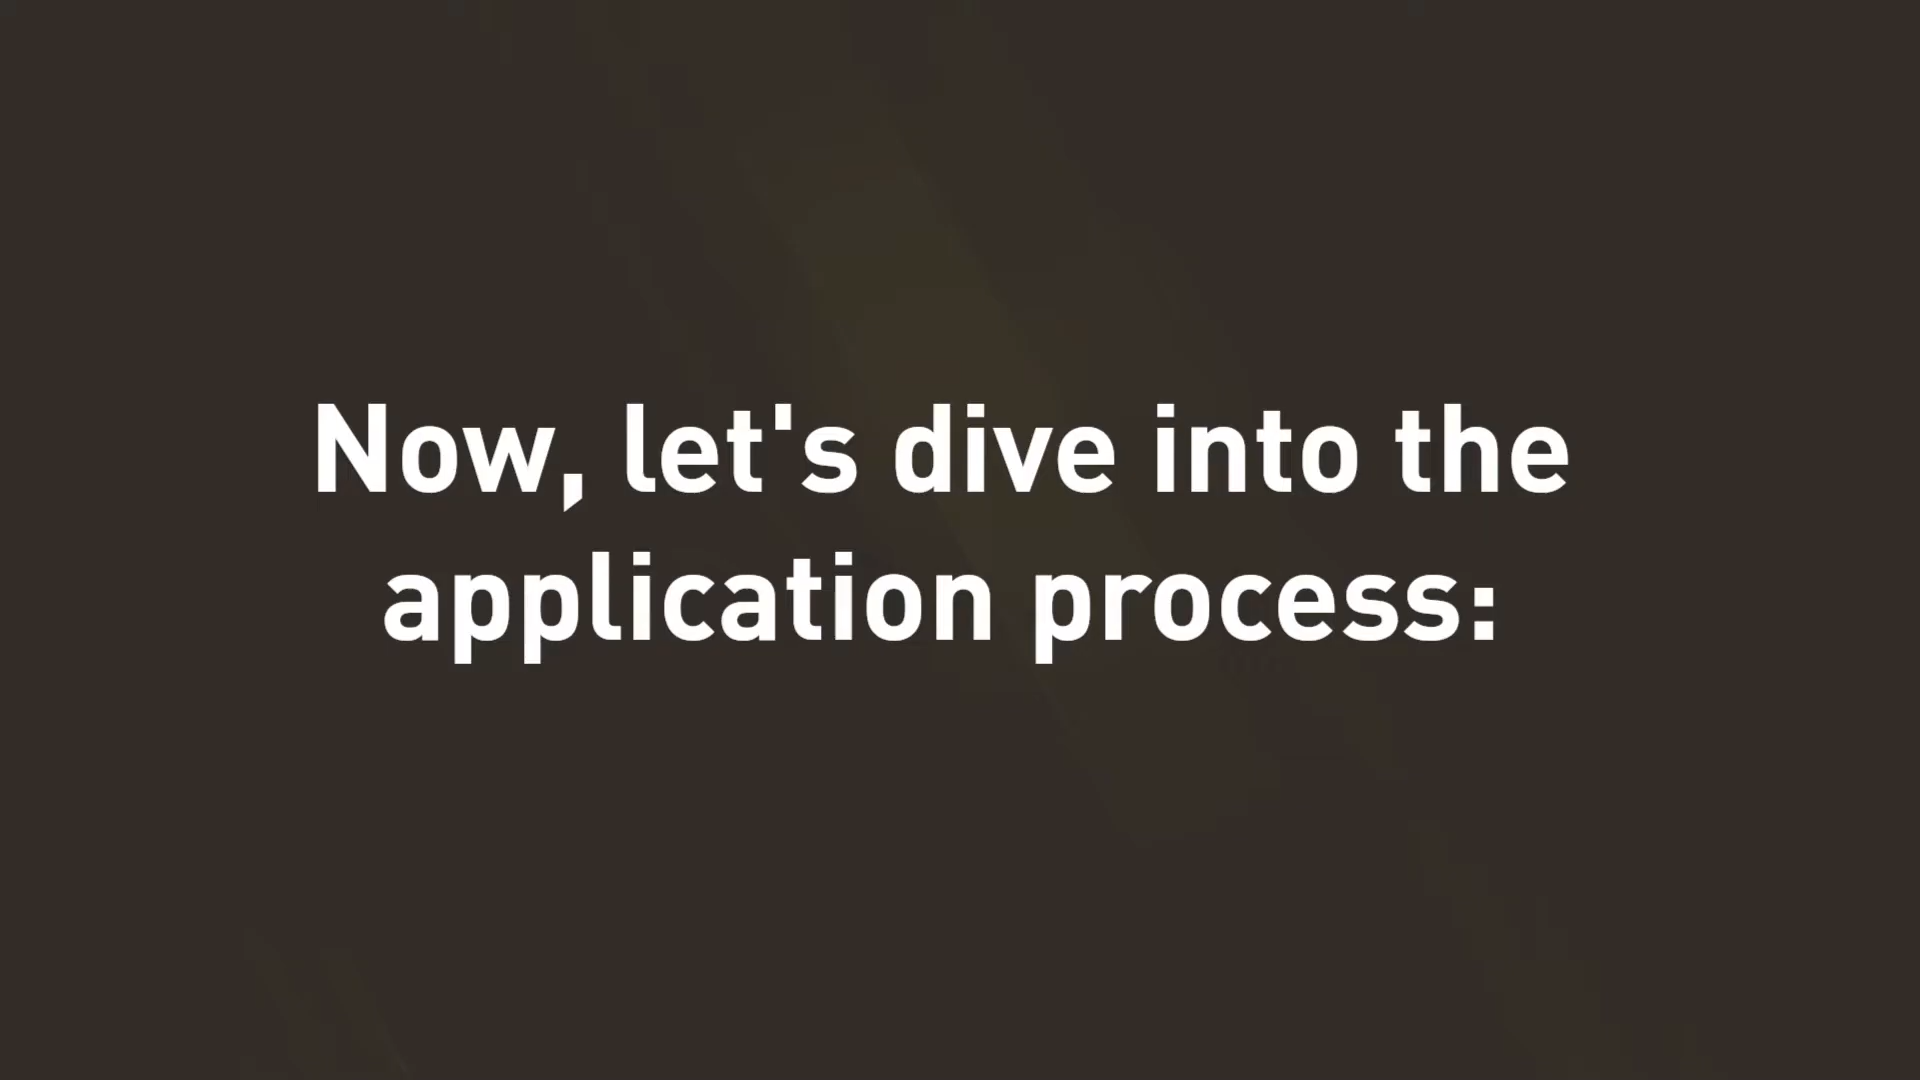 Now, let's dive into the
application process: